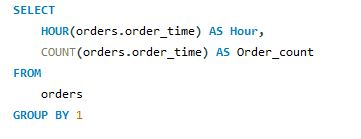 SELECT
HOUR(orders.order_time) AS Hour,
COUNT(orders.order_time) AS Order_count
FROM
orders
GROUP BY 1